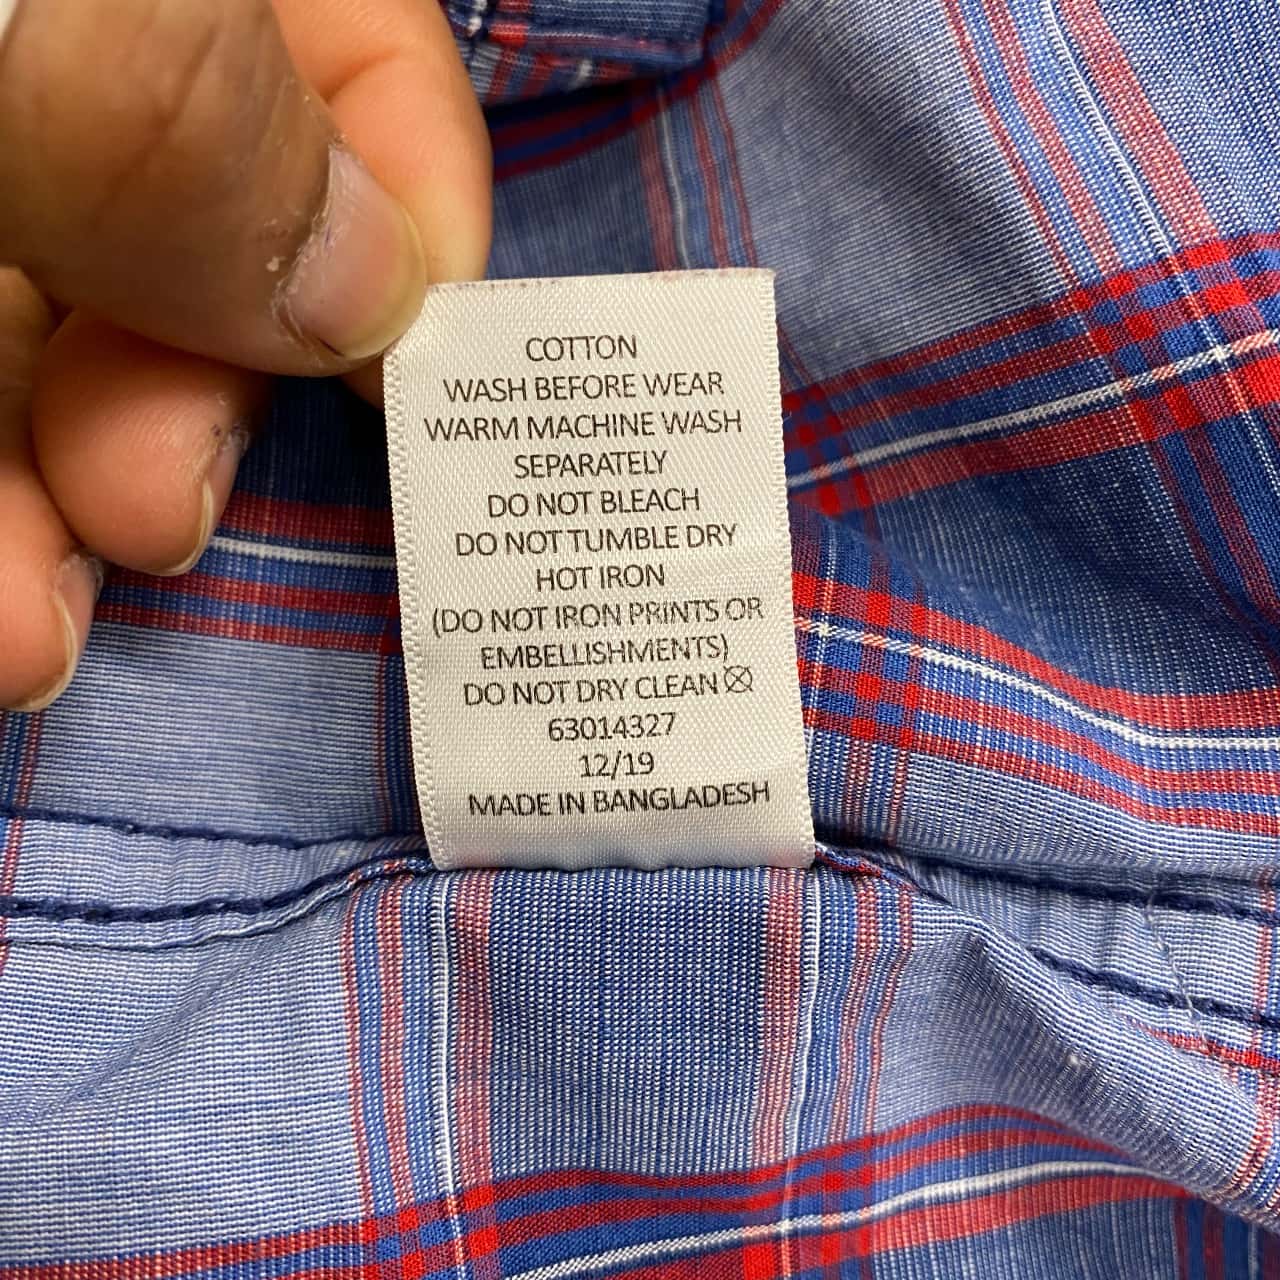 COTTON
WASH BEFORE WEAR
WARM MACHINE WASH
SEPARATELY
DO NOT BLEACH
DO NOT TUMBLE DRY
HOT IRON
(DO NOT IRON PRINTS OR
EMBELLISHMENTS)
DO NOT DRY CLEAN
63014327
12/19
MADE IN BANGLADESH